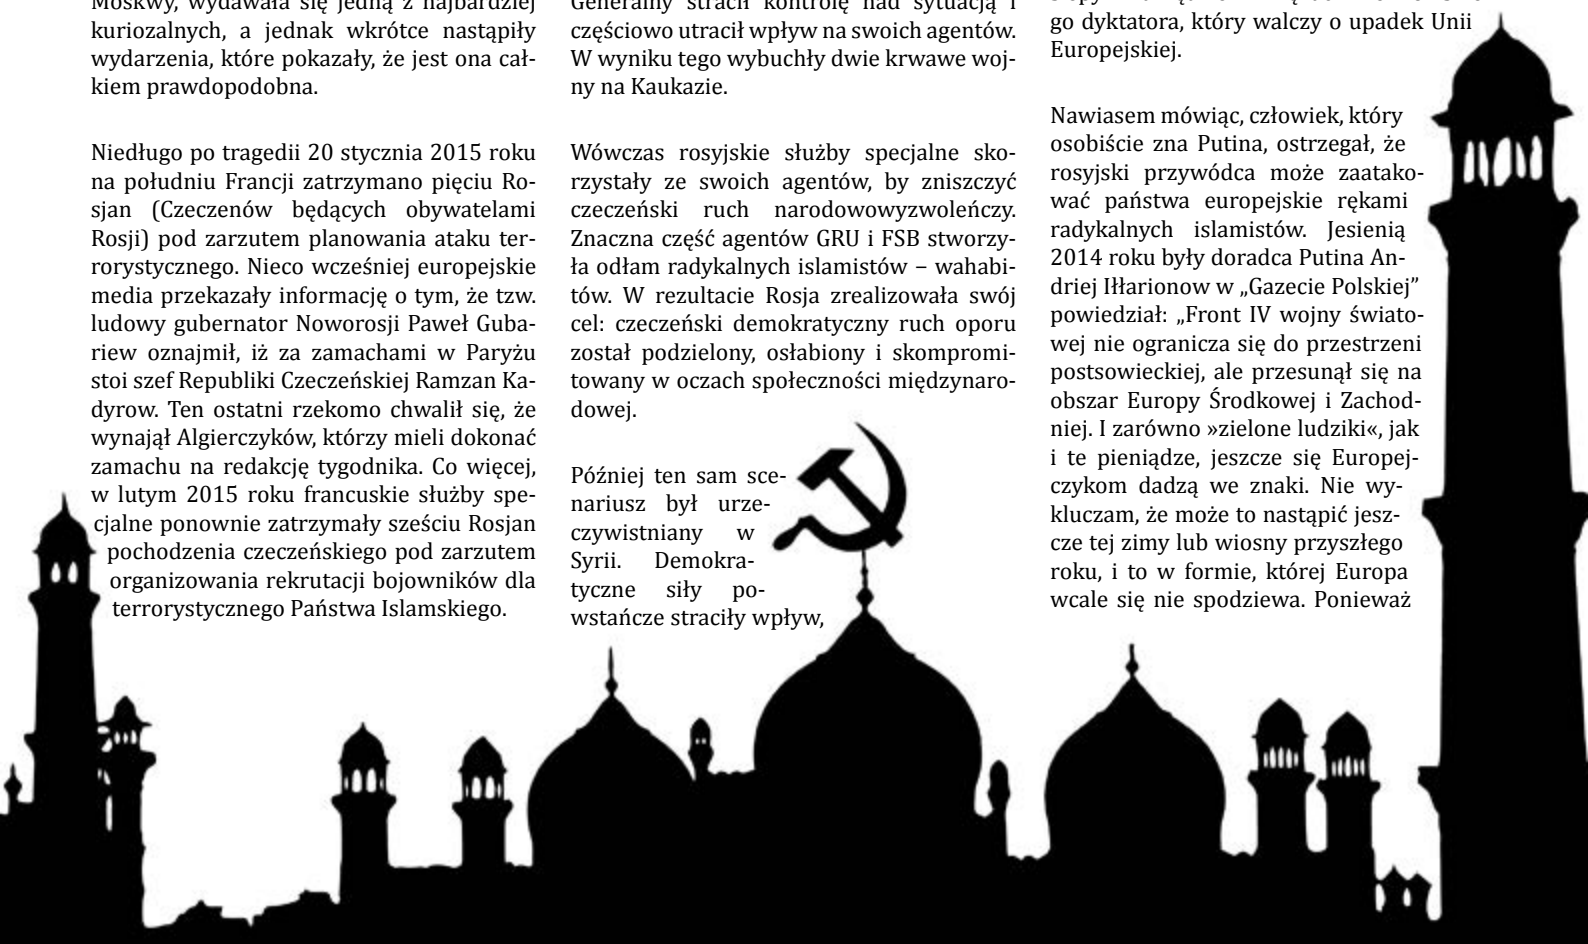 Moskwy, wydawała się jedną z najbardziej
kuriozalnych, a jednak wkrótce nastąpiły
wydarzenia, które pokazały, że jest ona cał-
kiem prawdopodobna.
Niedługo po tragedii 20 stycznia 2015 roku
na południu Francji zatrzymano pięciu Ro-
sjan (Czeczenów będących obywatelami
Rosji) pod zarzutem planowania ataku ter-
rorystycznego. Nieco wcześniej europejskie
media przekazały informację o tym, że tzw.
ludowy gubernator Noworosji Paweł Guba-
riew oznajmił, iż za zamachami w Paryżu
stoi szef Republiki Czeczeńskiej Ramzan Ka-
dyrow. Ten ostatni rzekomo chwalił się, że
wynajął Algierczyków, którzy mieli dokonać
zamachu na redakcję tygodnika. Co więcej,
w lutym 2015 roku francuskie służby spe-
cjalne ponownie zatrzymały sześciu Rosjan
pochodzenia czeczeńskiego pod zarzutem
organizowania rekrutacji bojowników dla
terrorystycznego Państwa Islamskiego.
Generalny stracił kontrolę nad sytuacją i
częściowo utracił wpływ na swoich agentów.
W wyniku tego wybuchły dwie krwawe woj-
ny na Kaukazie.
Wówczas rosyjskie służby specjalne sko-
rzystały ze swoich agentów, by zniszczyć
czeczeński ruch narodowowyzwoleńczy.
Znaczna część agentów GRU i FSB stworzy-
ła odłam radykalnych islamistów – wahabi-
tów. W rezultacie Rosja zrealizowała swój
cel: czeczeński demokratyczny ruch oporu
został podzielony, osłabiony i skompromi-
towany w oczach społeczności międzynaro-
dowej.
Później ten sam sce-
nariusz był urze-
czywistniany w
Syrii. Demokra-
tyczne siły po-
wstańcze straciły wpływ,
go dyktatora, który walczy o upadek Unii
Europejskiej.
Nawiasem mówiąc, człowiek, który
osobiście zna Putina, ostrzegał, że
rosyjski przywódca może zaatako-
wać państwa europejskie rękami
radykalnych islamistów. Jesienią
2014 roku były doradca Putina An-
driej Iłłarionow w „Gazecie Polskiej”
powiedział: „Front IV wojny świato-
wej nie ogranicza się do przestrzeni
postsowieckiej, ale przesunął się na
obszar Europy Środkowej i Zachod-
niej. I zarówno »zielone ludziki«, jak
i te pieniądze, jeszcze się Europej-
czykom dadzą we znaki. Nie wy-
kluczam, że może to nastąpić jesz-
cze tej zimy lub wiosny przyszłego
roku, i to w formie, której Europa
wcale się nie spodziewa. Ponieważ